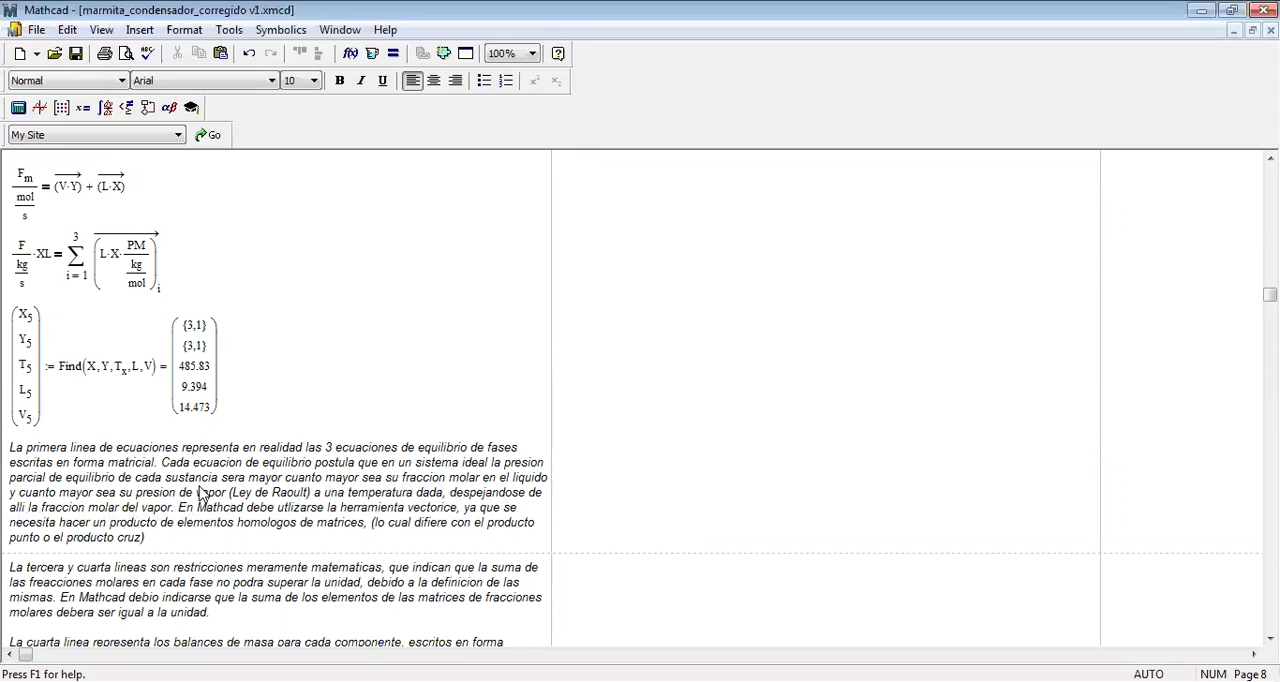 Mathcad - [marmita_condensador_corregido v1.xmcd]
File Edit View Insert Format Tools Symbolics Window Help
100%
Normal Arial 10 B I U
My Site Go
F_m / (mol/s) = (V·Y) + (L·X)
F / (kg/s) ·XL = ∑ i=1 3 (L·X· PM / (kg/mol))_i
(X5 Y5 T5 L5 V5) := Find(X,Y,T_x,L,V) = ({3,1} {3,1} 485.83 9.394 14.473)
La primera linea de ecuaciones representa en realidad las 3 ecuaciones de equilibrio de fases
escritas en forma matricial. Cada ecuacion de equilibrio postula que en un sistema ideal la presion
parcial de equilibrio de cada sustancia sera mayor cuanto mayor sea su fraccion molar en el liquido
y cuanto mayor sea su presion de vapor (Ley de Raoult) a una temperatura dada, despejandose de
alli la fraccion molar del vapor. En Mathcad debe utlizarse la herramienta vectorice, ya que se
necesita hacer un producto de elementos homologos de matrices, (lo cual difiere con el producto
punto o el producto cruz)
La tercera y cuarta lineas son restricciones meramente matematicas, que indican que la suma de
las freacciones molares en cada fase no podra superar la unidad, debido a la definicion de las
mismas. En Mathcad debio indicarse que la suma de los elementos de las matrices de fracciones
molares debera ser igual a la unidad.
La cuarta linea representa los balances de masa para cada componente, escritos en forma
Press F1 for help. AUTO NUM Page 8